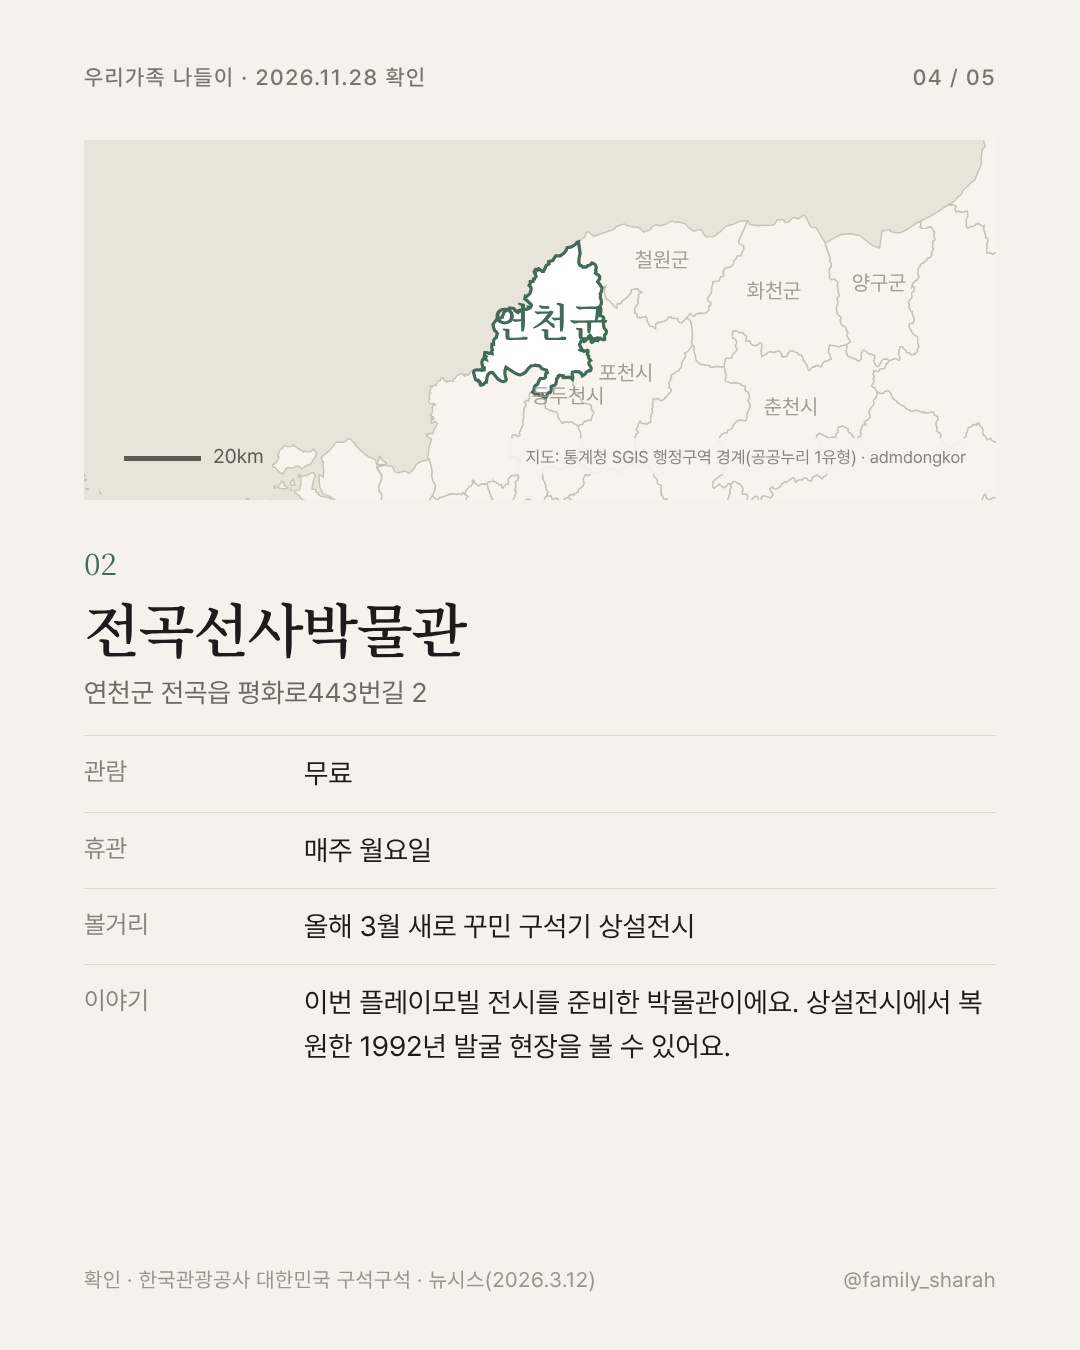 우리가족 나들이 · 2026.11.28 확인
04 / 05
철원군
화천군
양구군
연천군
포천시
동두천시
춘천시
20km
지도: 통계청 SGIS 행정구역 경계(공공누리 1유형) · admdongkor
02
전곡선사박물관
연천군 전곡읍 평화로443번길 2
관람 무료
휴관 매주 월요일
볼거리 올해 3월 새로 꾸민 구석기 상설전시
이야기 이번 플레이모빌 전시를 준비한 박물관이에요. 상설전시에서 복
원한 1992년 발굴 현장을 볼 수 있어요.
확인 · 한국관광공사 대한민국 구석구석 · 뉴시스(2026.3.12)
@family_sharah